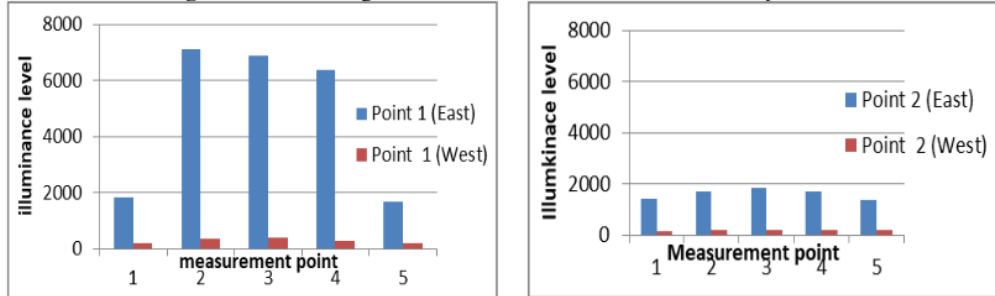 8000
6000
4000
2000
0
illuminance level
1 2 3 4 5
measurement point
Point 1 (East)
Point 1 (West)
8000
6000
4000
2000
0
Illumkinace level
1 2 3 4 5
Measurement point
Point 2 (East)
Point 2 (West)